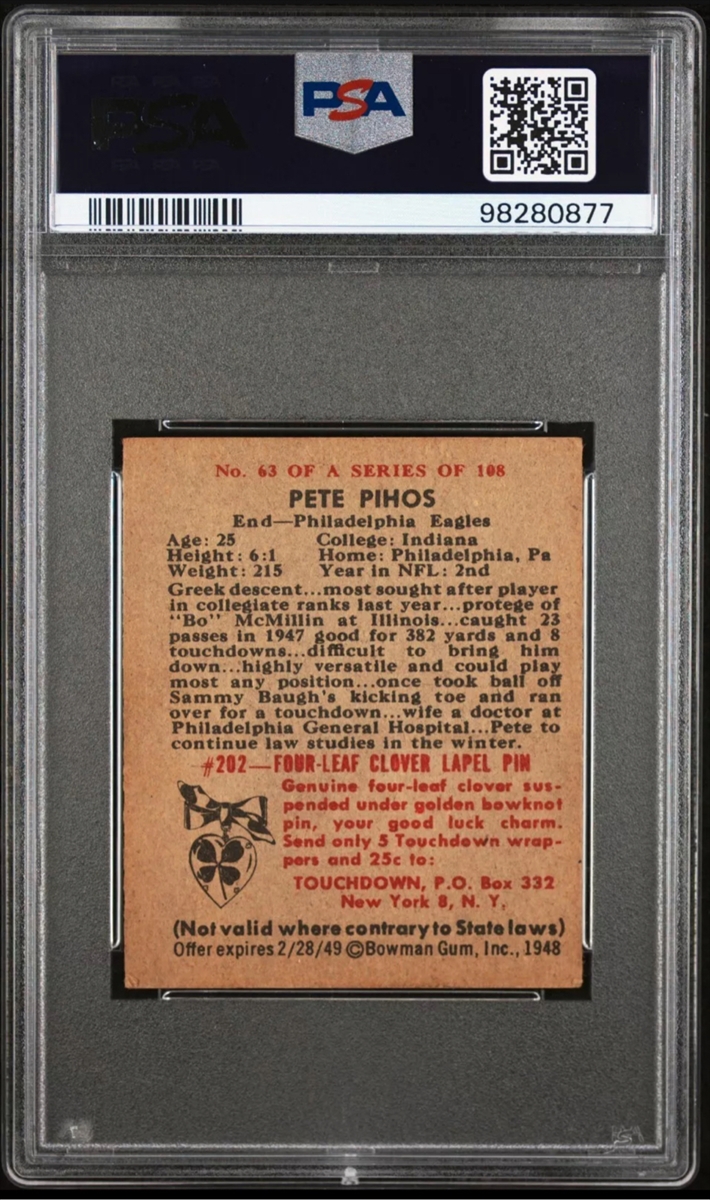 PSA
PSA
98280877
No. 63 OF A SERIES OF 108
PETE PIHOS
End—Philadelphia Eagles
Age: 25 College: Indiana
Height: 6:1 Home: Philadelphia, Pa
Weight: 215 Year in NFL: 2nd
Greek descent...most sought after player
in collegiate ranks last year...protege of
"Bo" McMillin at Illinois...caught 23
passes in 1947 good for 382 yards and 8
touchdowns...difficult to bring him
down...highly versatile and could play
most any position...once took ball off
Sammy Baugh's kicking toe and ran
over for a touchdown...wife a doctor at
Philadelphia General Hospital...Pete to
continue law studies in the winter.
#202—FOUR-LEAF CLOVER LAPEL PIN
Genuine four-leaf clover sus-
pended under golden bowknot
pin, your good luck charm.
Send only 5 Touchdown wrap-
pers and 25c to:
TOUCHDOWN, P.O. Box 332
New York 8, N. Y.
(Not valid where contrary to State laws)
Offer expires 2/28/49 ©Bowman Gum, Inc., 1948